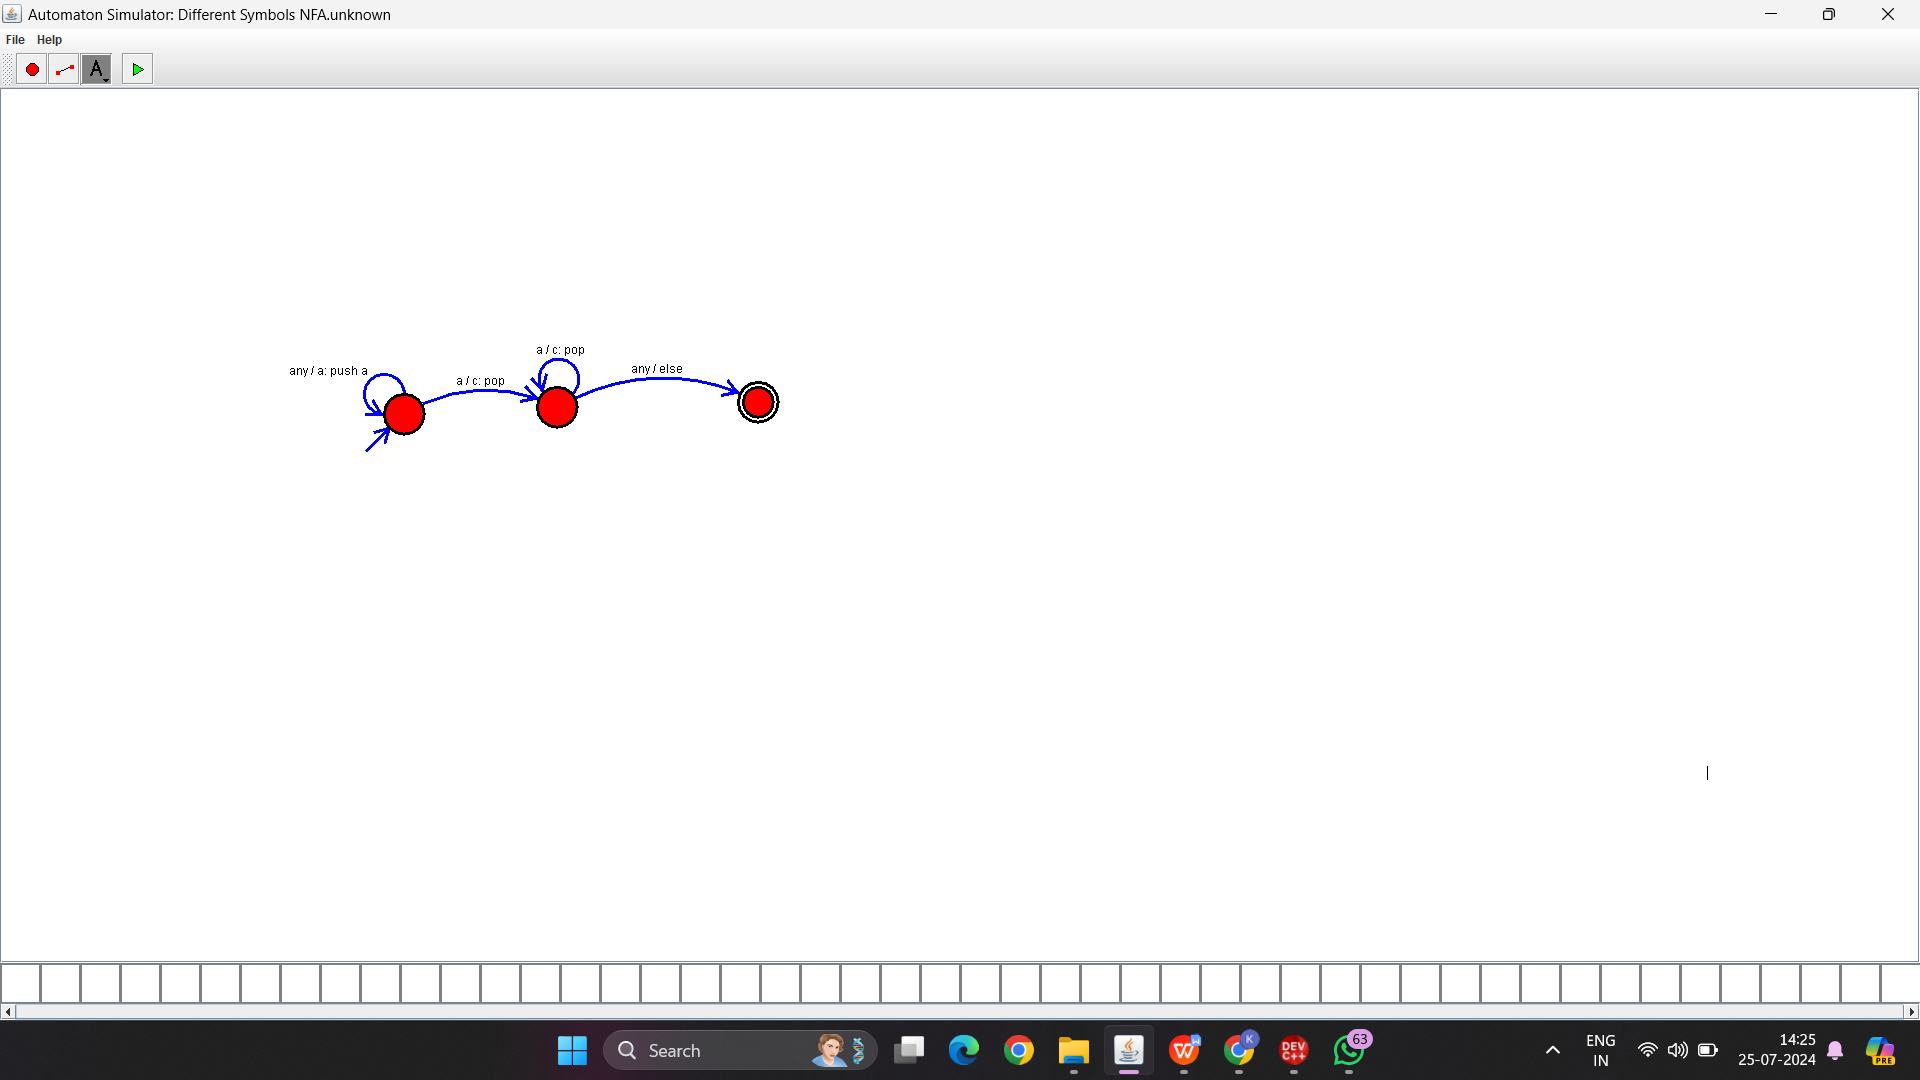 Automaton Simulator: Different Symbols NFA.unknown
File Help
A
a / c: pop
any / a: push a
a / c: pop
any / else
Search
K
DEV
C++
63
ENG
IN
14:25
25-07-2024
PRE